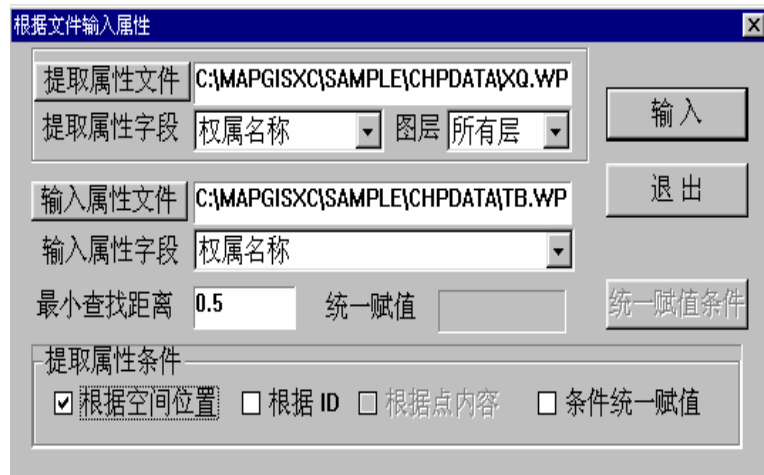 根据文件输入属性
提取属性文件 C:\MAPGISXC\SAMPLE\CHPDATA\XQ.WP
提取属性字段 权属名称 图层 所有层
输入
输入属性文件 C:\MAPGISXC\SAMPLE\CHPDATA\TB.WP
退出
输入属性字段 权属名称
最小查找距离 0.5 统一赋值 统一赋值条件
提取属性条件
根据空间位置 根据 ID 根据点内容 条件统一赋值